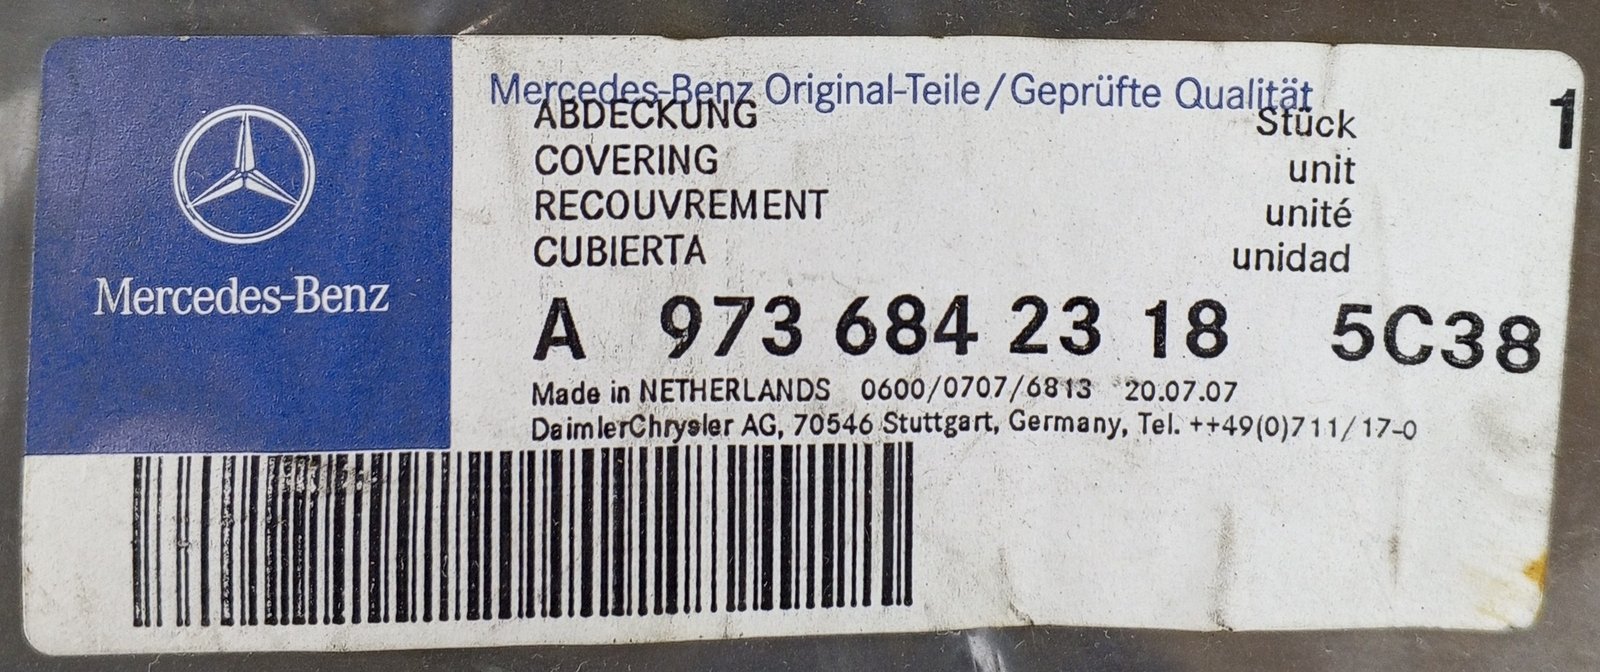 Mercedes-Benz
Mercedes-Benz Original-Teile/Geprüfte Qualität
ABDECKUNG Stück 1
COVERING unit
RECOUVREMENT unité
CUBIERTA unidad
A 973 684 23 18 5C38
Made in NETHERLANDS 0600/0707/6813 20.07.07
DaimlerChrysler AG, 70546 Stuttgart, Germany, Tel. ++49(0)711/17-0